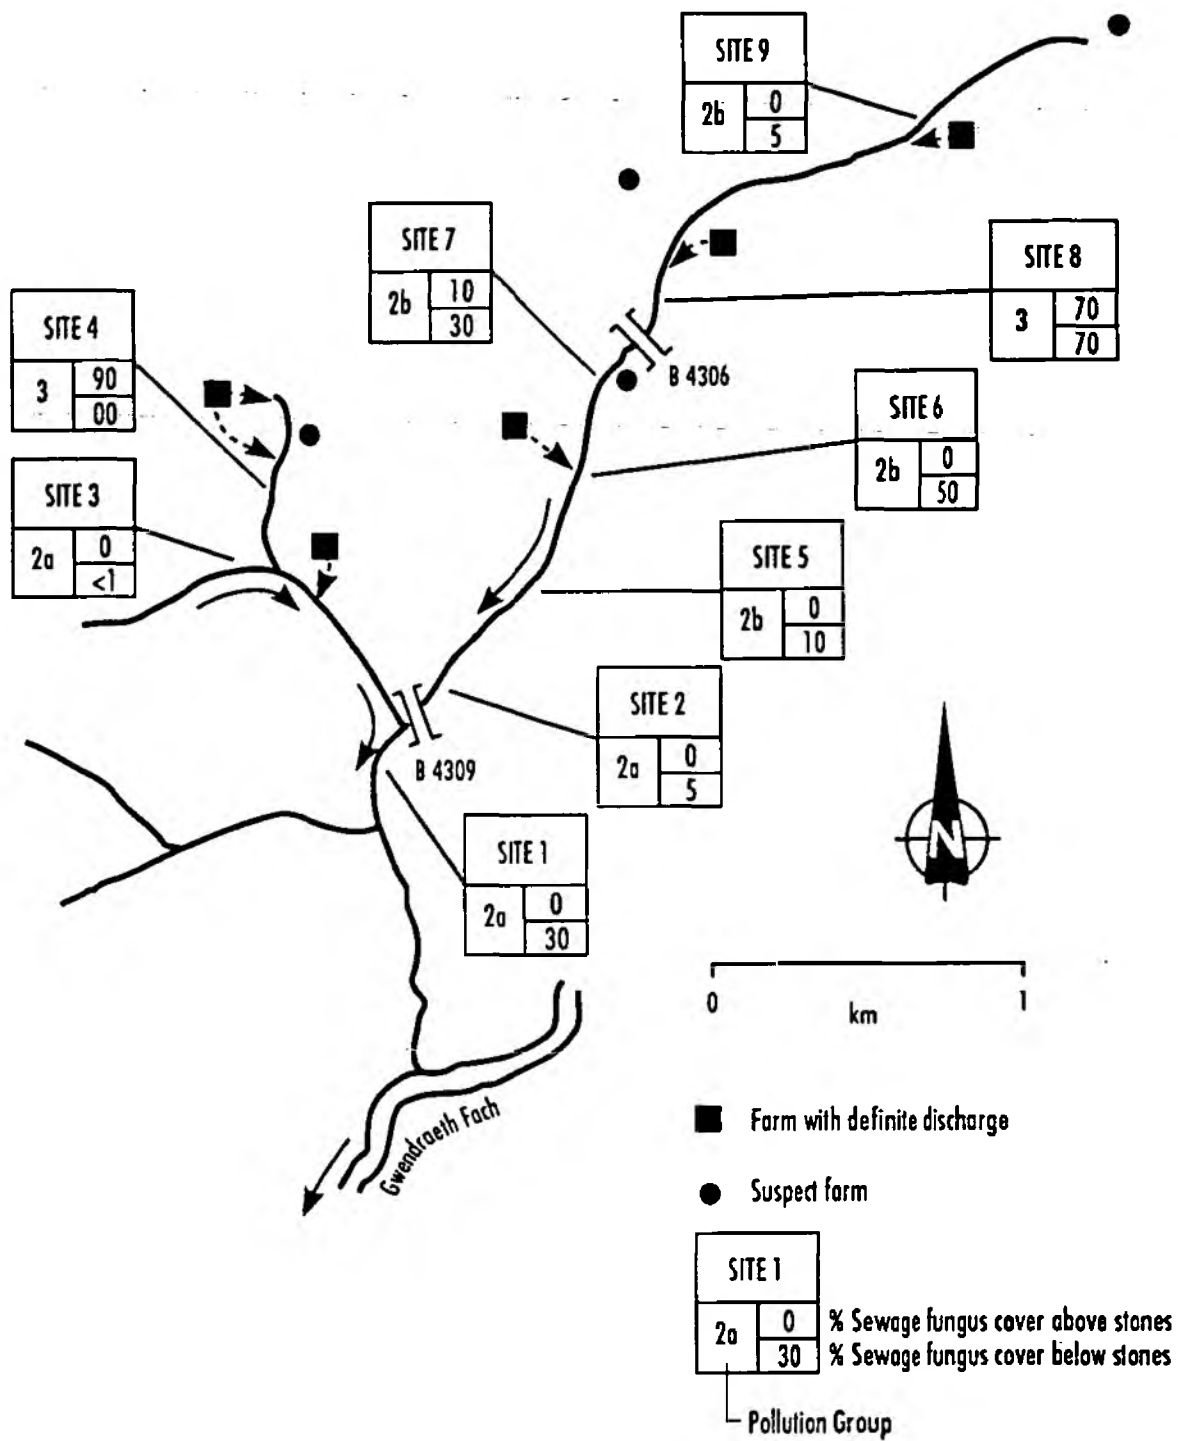 SITE 9
2b
0
5
SITE 7
2b
10
30
SITE 8
3
70
70
SITE 4
3
90
00
B 4306
SITE 6
2b
0
50
SITE 3
2a
0
<1
SITE 5
2b
0
10
SITE 2
2a
0
5
B 4309
SITE 1
2a
0
30
N
0
1
km
Gwendraeth Fach
Farm with definite discharge
Suspect farm
SITE 1
2a
0
% Sewage fungus cover above stones
30
% Sewage fungus cover below stones
Pollution Group